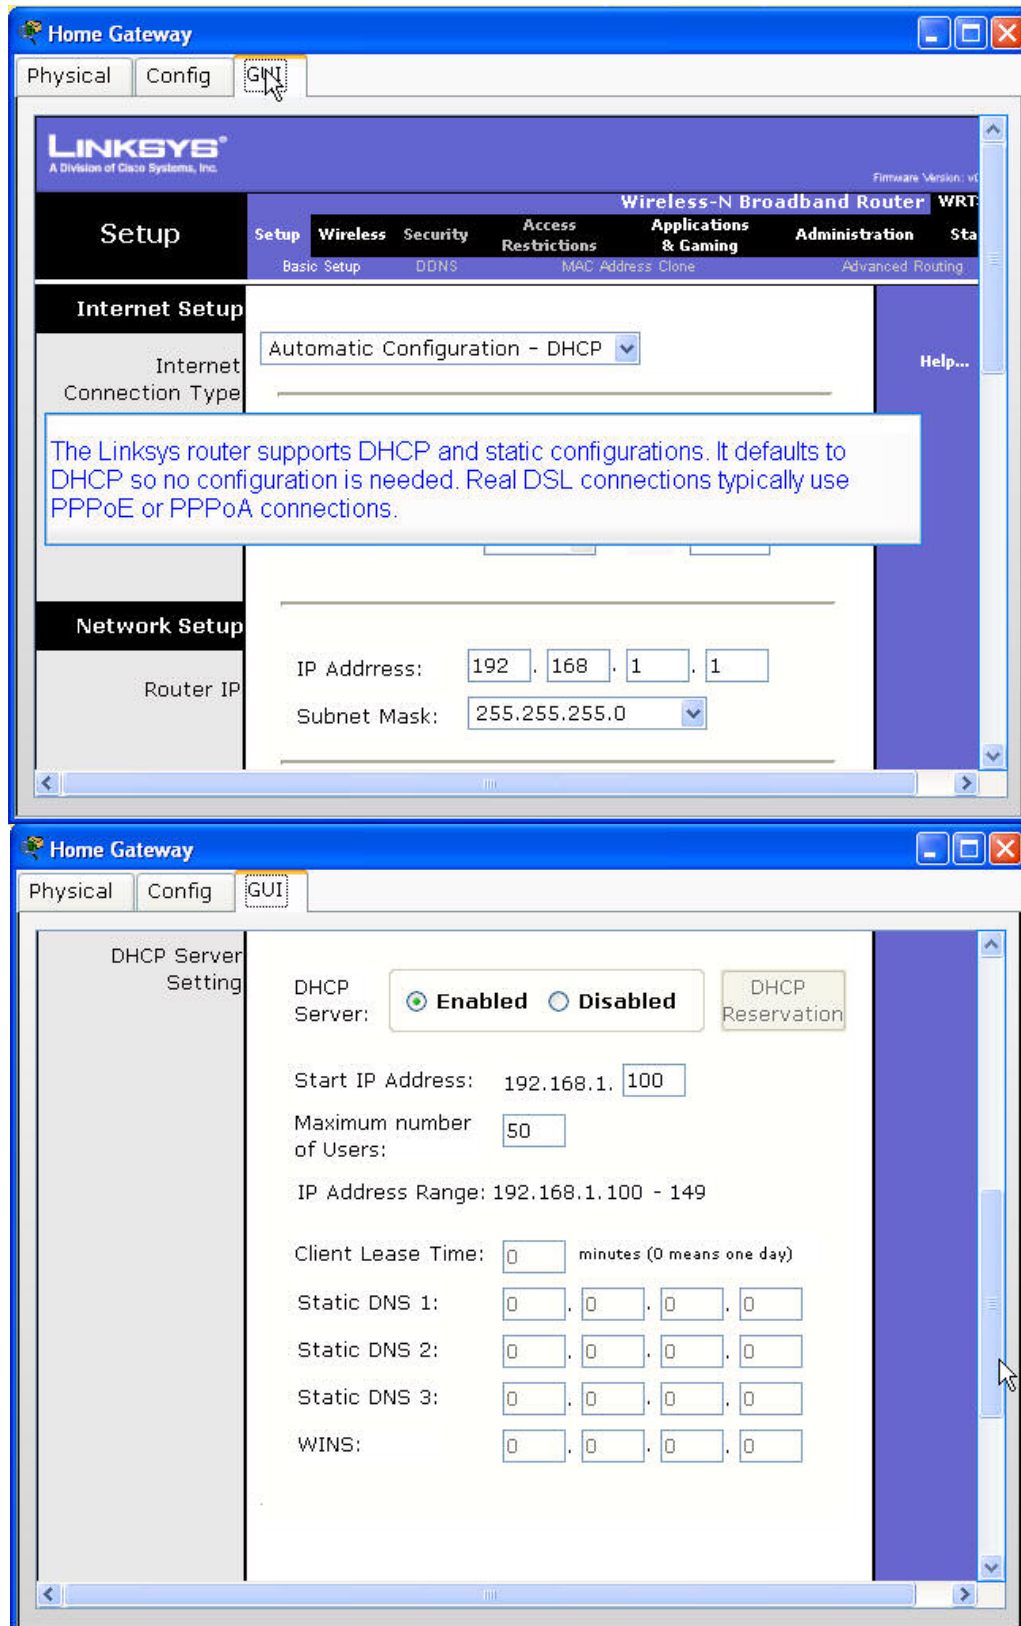 Home Gateway
Physical Config GUI
LINKSYS®
A Division of Cisco Systems, Inc.
Firmware Version:
Wireless-N Broadband Router
Setup
Setup Wireless Security Access Restrictions Applications & Gaming Administration
Basic Setup DDNS MAC Address Clone Advanced Routing
Internet Setup
Internet
Connection Type
Automatic Configuration - DHCP
Help...
The Linksys router supports DHCP and static configurations. It defaults to
DHCP so no configuration is needed. Real DSL connections typically use
PPPoE or PPPoA connections.
Network Setup
Router IP
IP Addrress: 192 . 168 . 1 . 1
Subnet Mask: 255.255.255.0
Home Gateway
Physical Config GUI
DHCP Server
Setting
DHCP
Server:
Enabled Disabled
DHCP
Reservation
Start IP Address: 192.168.1. 100
Maximum number
of Users:
50
IP Address Range: 192.168.1.100 - 149
Client Lease Time: 0 minutes (0 means one day)
Static DNS 1: 0 . 0 . 0 . 0
Static DNS 2: 0 . 0 . 0 . 0
Static DNS 3: 0 . 0 . 0 . 0
WINS: 0 . 0 . 0 . 0